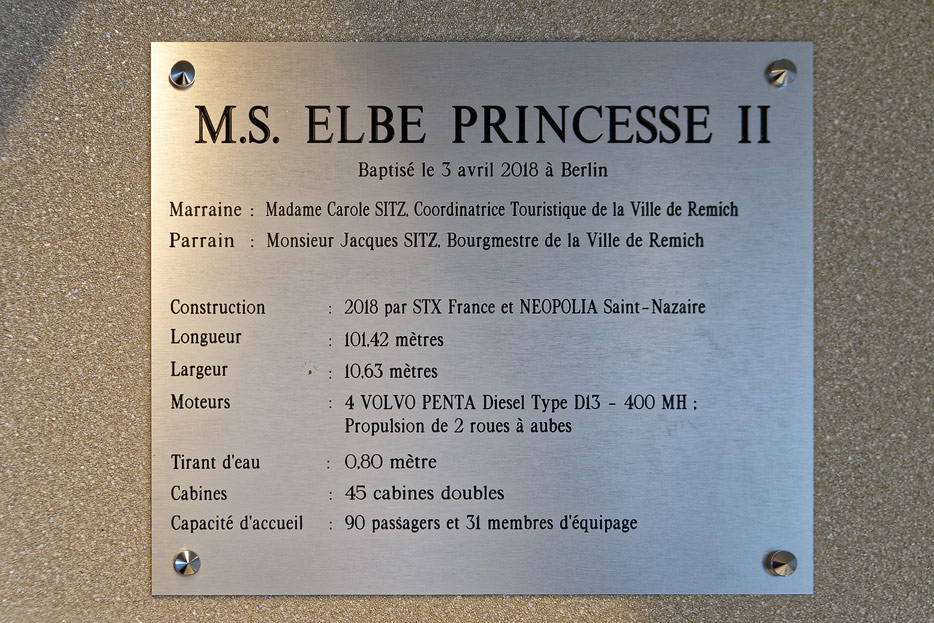 M.S. ELBE PRINCESSE II
Baptisé le 3 avril 2018 à Berlin
Marraine : Madame Carole SITZ, Coordinatrice Touristique de la Ville de Remich
Parrain : Monsieur Jacques SITZ, Bourgmestre de la Ville de Remich
Construction : 2018 par STX France et NEOPOLIA Saint-Nazaire
Longueur : 101,42 mètres
Largeur : 10,63 mètres
Moteurs : 4 VOLVO PENTA Diesel Type D13 - 400 MH ;
Propulsion de 2 roues à aubes
Tirant d'eau : 0,80 mètre
Cabines : 45 cabines doubles
Capacité d'accueil : 90 passagers et 31 membres d'équipage